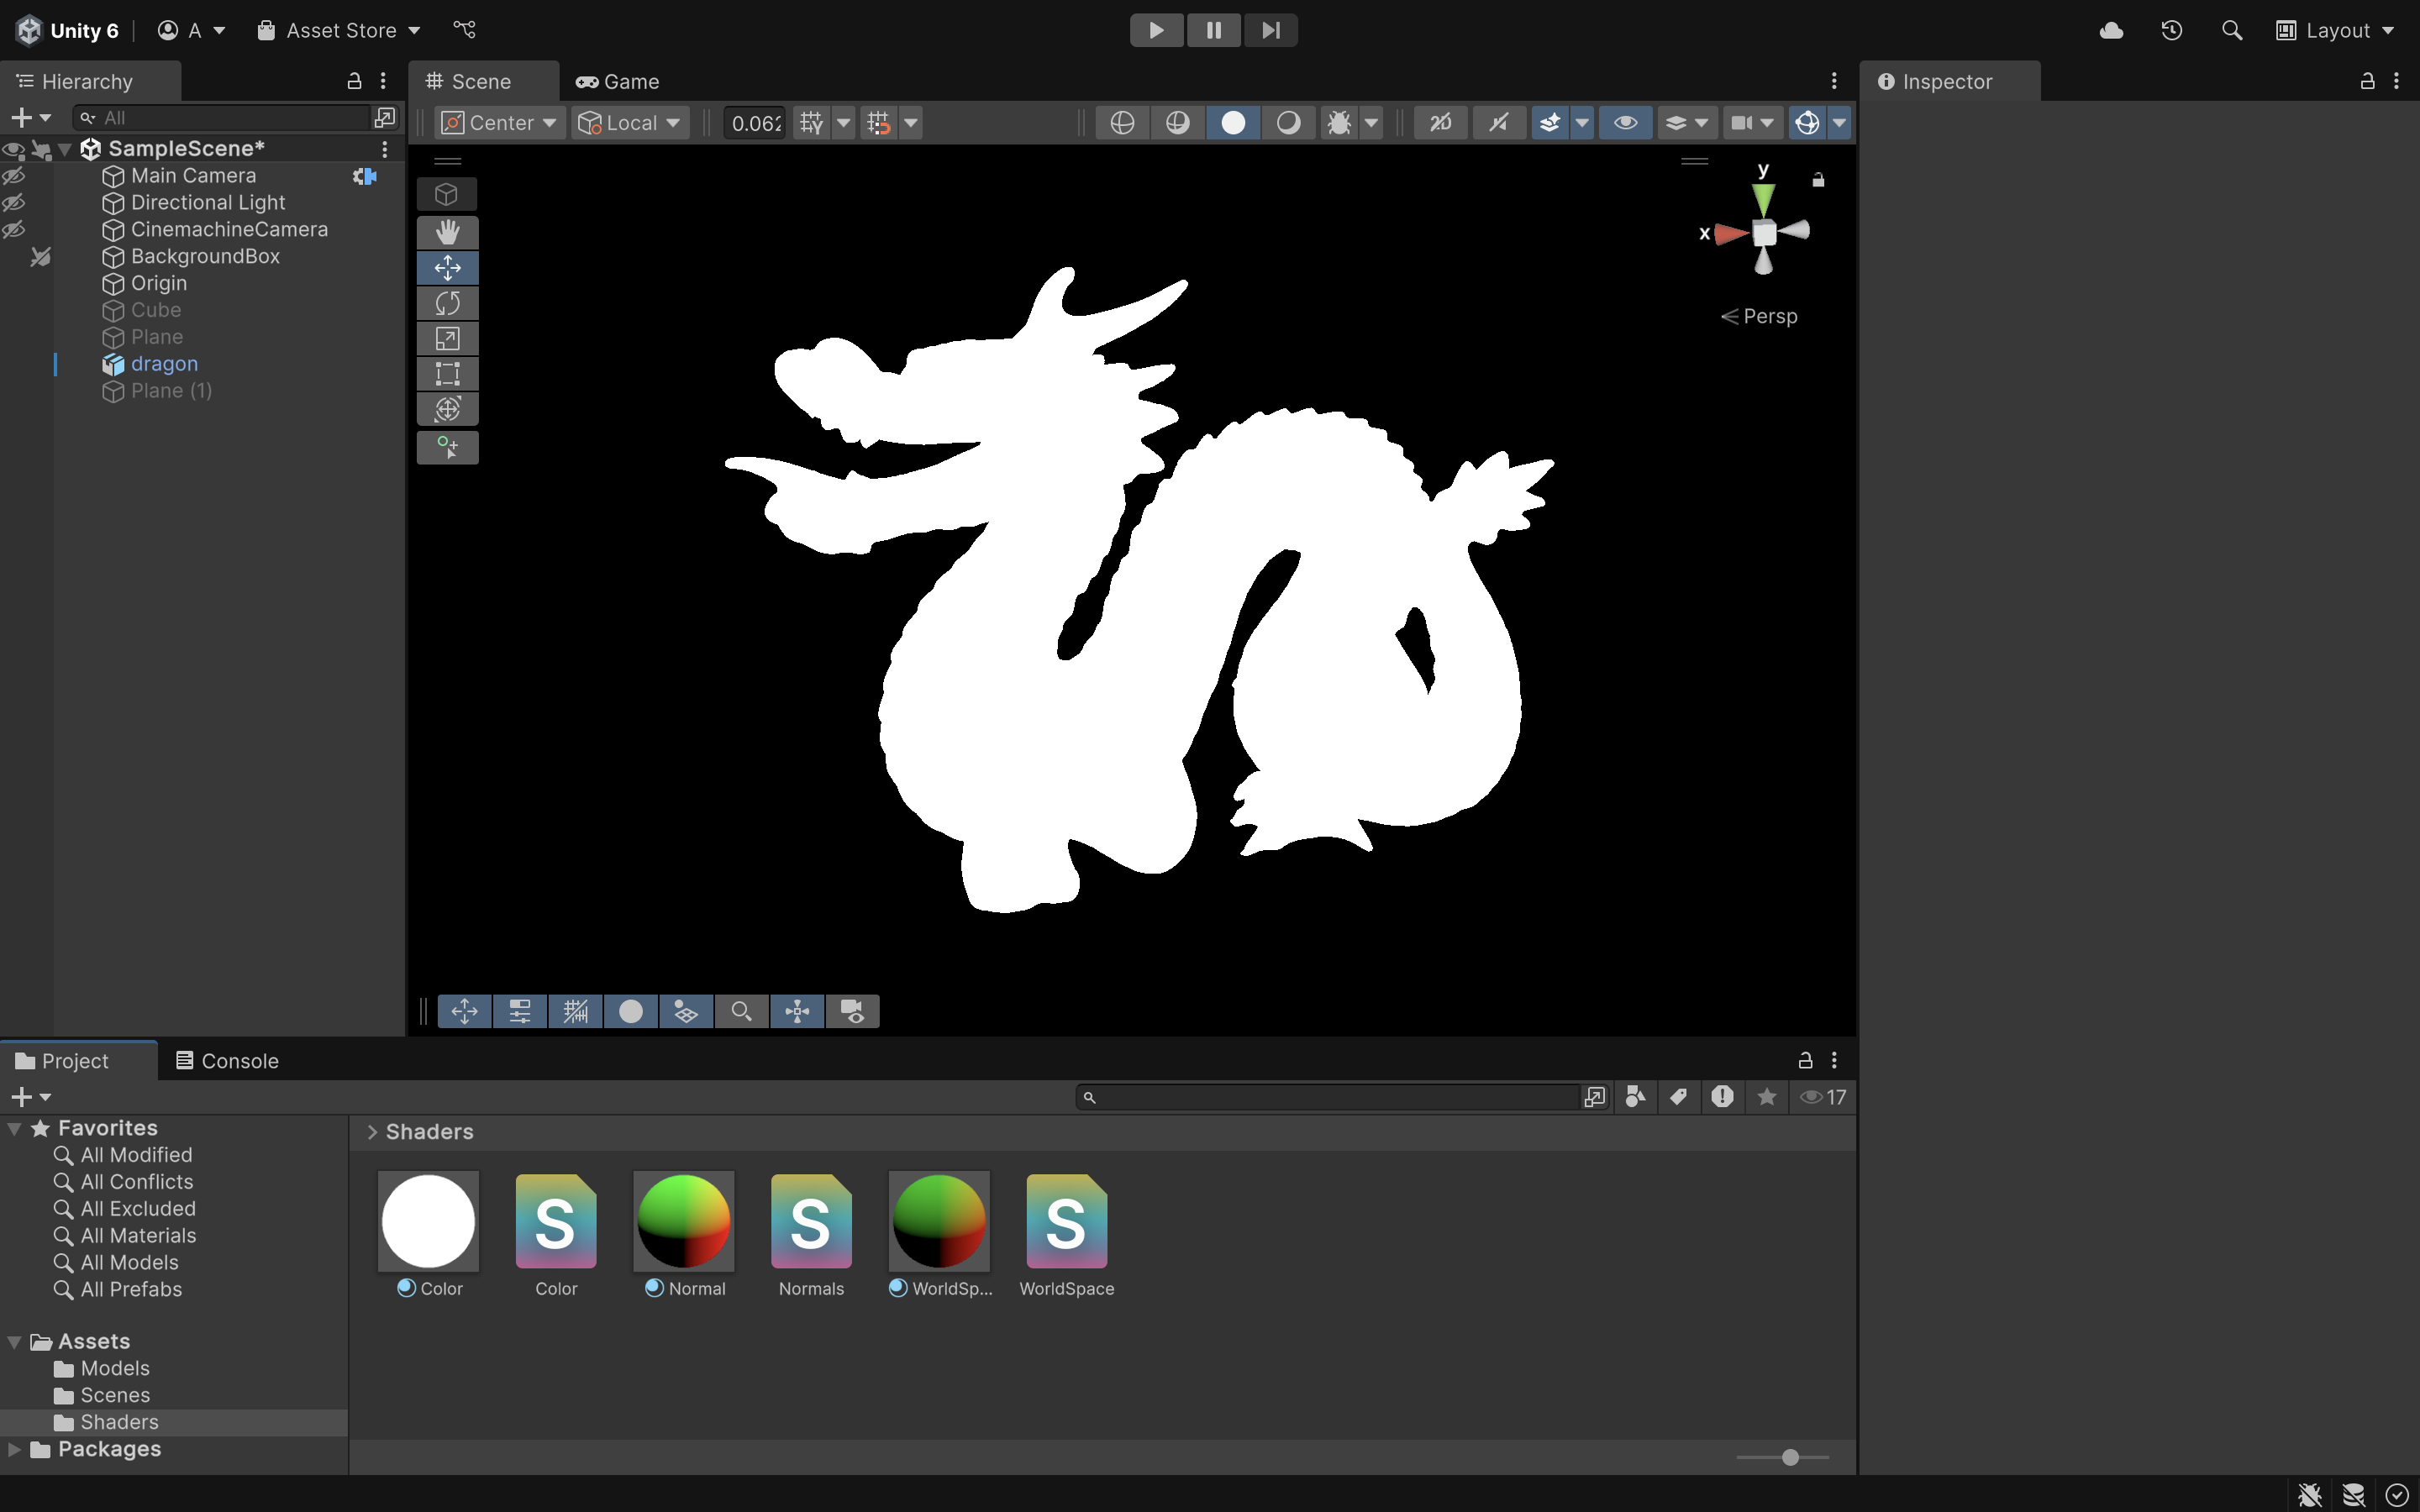 Unity 6 A Asset Store Layout
Hierarchy
All
SampleScene*
Main Camera
Directional Light
CinemachineCamera
BackgroundBox
Origin
Cube
Plane
dragon
Plane (1)
Scene Game
Center Local 0.062 2D
y
x
Persp
Inspector
Project Console
17
Favorites
All Modified
All Conflicts
All Excluded
All Materials
All Models
All Prefabs
Assets
Models
Scenes
Shaders
Packages
Shaders
S S S
Color Color Normal Normals WorldSp... WorldSpace